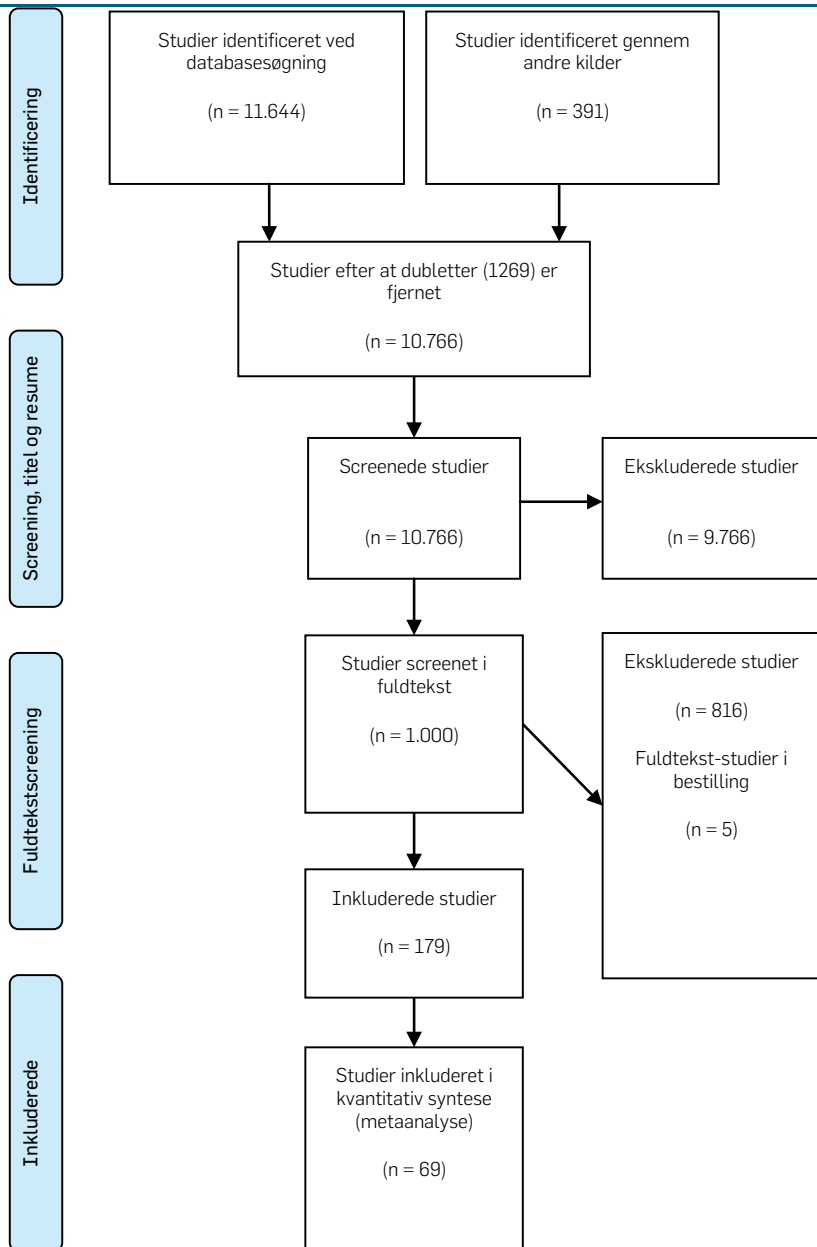 Identificering
Studier identificeret ved
databasesøgning
(n = 11.644)
Studier identificeret gennem
andre kilder
(n = 391)
Studier efter at dubletter (1269) er
fjernet
(n = 10.766)
Screening, titel og resume
Screenede studier
(n = 10.766)
Ekskluderede studier
(n = 9.766)
Fuldtekstscreening
Studier screenet i
fuldtekst
(n = 1.000)
Ekskluderede studier
(n = 816)
Fuldtekst-studier i
bestilling
(n = 5)
Inkluderede studier
(n = 179)
Inkluderede
Studier inkluderet i
kvantitativ syntese
(metaanalyse)
(n = 69)